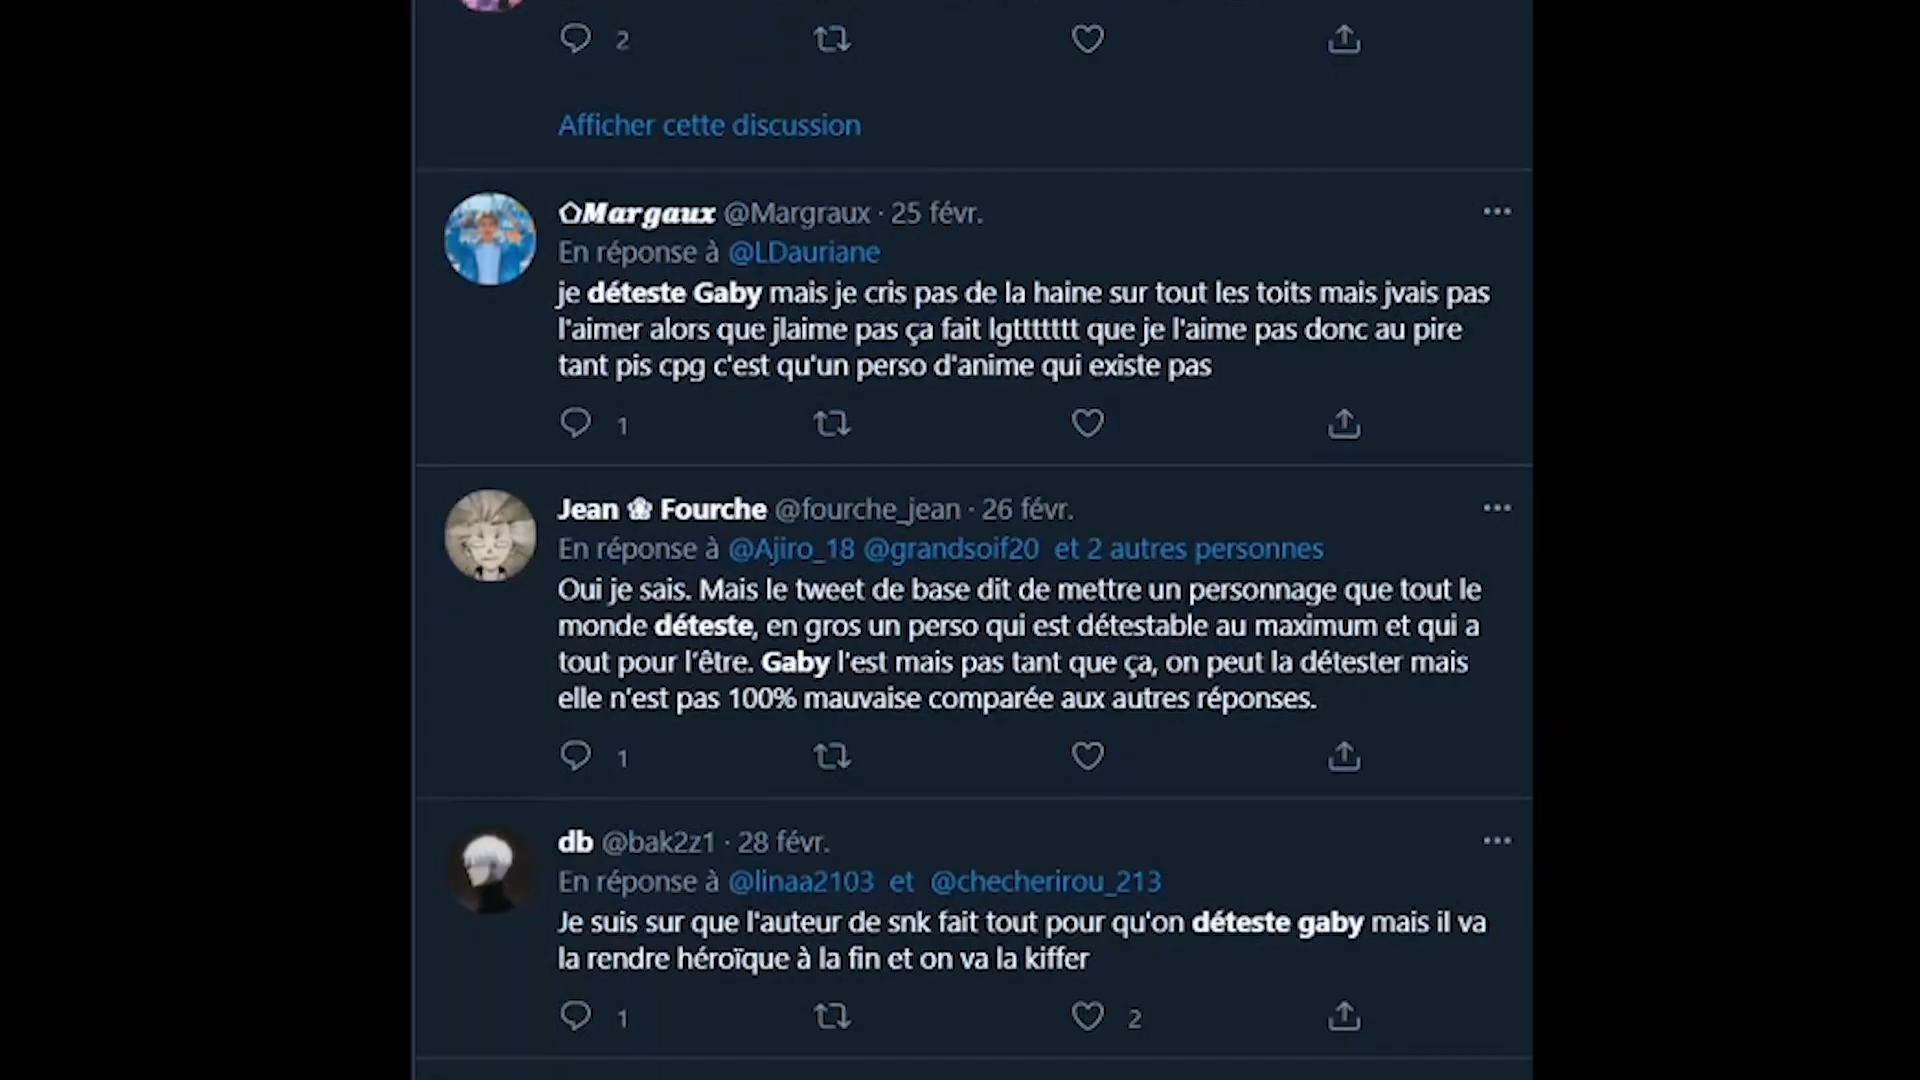 2
Afficher cette discussion
⬠Margaux @Margraux · 25 févr.
En réponse à @LDauriane
je déteste Gaby mais je cris pas de la haine sur tout les toits mais jvais pas
l'aimer alors que jlaime pas ça fait lgttttttt que je l'aime pas donc au pire
tant pis cpg c'est qu'un perso d'anime qui existe pas
1
Jean ❀ Fourche @fourche_jean · 26 févr.
En réponse à @Ajiro_18 @grandsoif20 et 2 autres personnes
Oui je sais. Mais le tweet de base dit de mettre un personnage que tout le
monde déteste, en gros un perso qui est détestable au maximum et qui a
tout pour l'être. Gaby l'est mais pas tant que ça, on peut la détester mais
elle n'est pas 100% mauvaise comparée aux autres réponses.
1
db @bak2z1 · 28 févr.
En réponse à @linaa2103 et @checherirou_213
Je suis sur que l'auteur de snk fait tout pour qu'on déteste gaby mais il va
la rendre héroïque à la fin et on va la kiffer
1 2